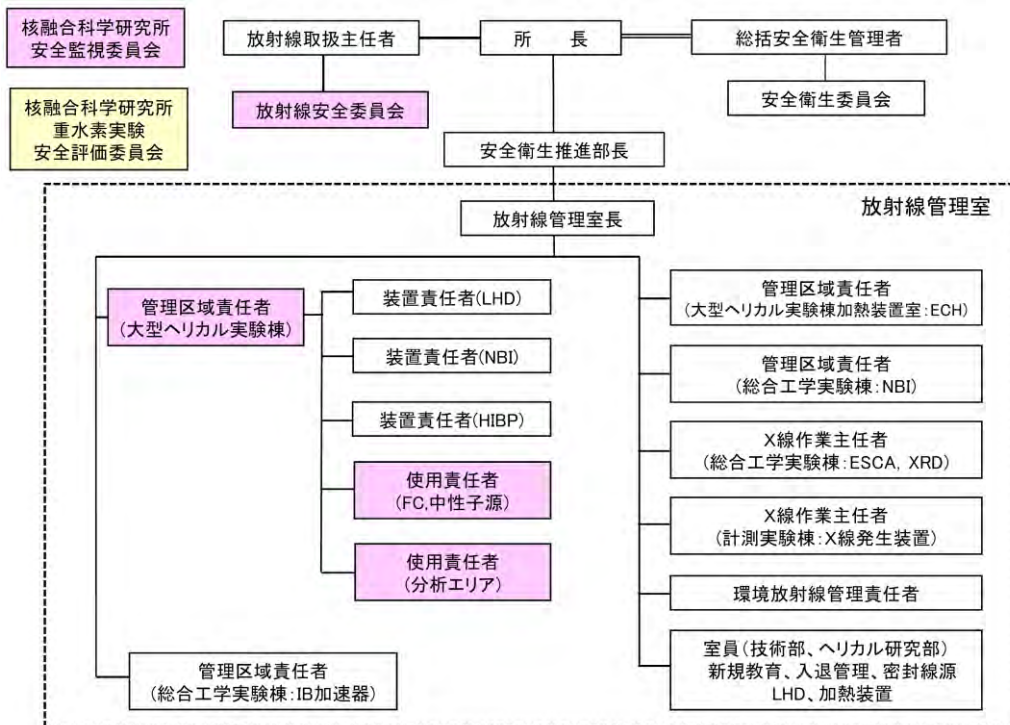 核融合科学研究所
安全監視委員会
核融合科学研究所
重水素実験
安全評価委員会
放射線取扱主任者
所　長
総括安全衛生管理者
放射線安全委員会
安全衛生委員会
安全衛生推進部長
放射線管理室
放射線管理室長
管理区域責任者
(大型ヘリカル実験棟)
装置責任者(LHD)
装置責任者(NBI)
装置責任者(HIBP)
使用責任者
(FC,中性子源)
使用責任者
(分析エリア)
管理区域責任者
(総合工学実験棟:IB加速器)
管理区域責任者
(大型ヘリカル実験棟加熱装置室:ECH)
管理区域責任者
(総合工学実験棟:NBI)
X線作業主任者
(総合工学実験棟:ESCA, XRD)
X線作業主任者
(計測実験棟:X線発生装置)
環境放射線管理責任者
室員(技術部、ヘリカル研究部)
新規教育、入退管理、密封線源
LHD、加熱装置